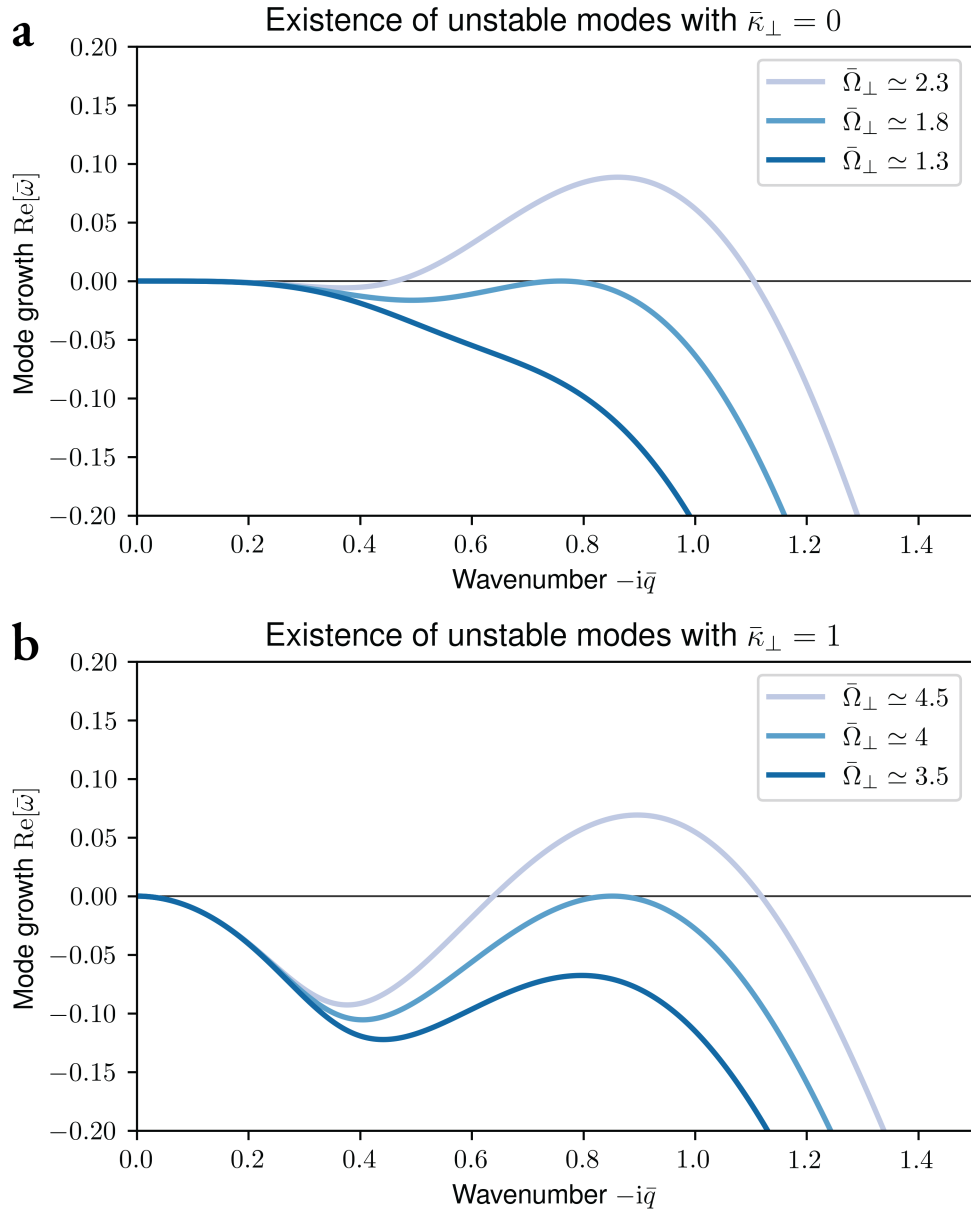 a
Existence of unstable modes with κ̄⊥ = 0
0.20
0.15
0.10
0.05
0.00
−0.05
−0.10
−0.15
−0.20
Mode growth Re[ω̄]
Ω̄⊥ ≃ 2.3
Ω̄⊥ ≃ 1.8
Ω̄⊥ ≃ 1.3
0.0 0.2 0.4 0.6 0.8 1.0 1.2 1.4
Wavenumber −iq̄
b
Existence of unstable modes with κ̄⊥ = 1
0.20
0.15
0.10
0.05
0.00
−0.05
−0.10
−0.15
−0.20
Mode growth Re[ω̄]
Ω̄⊥ ≃ 4.5
Ω̄⊥ ≃ 4
Ω̄⊥ ≃ 3.5
0.0 0.2 0.4 0.6 0.8 1.0 1.2 1.4
Wavenumber −iq̄